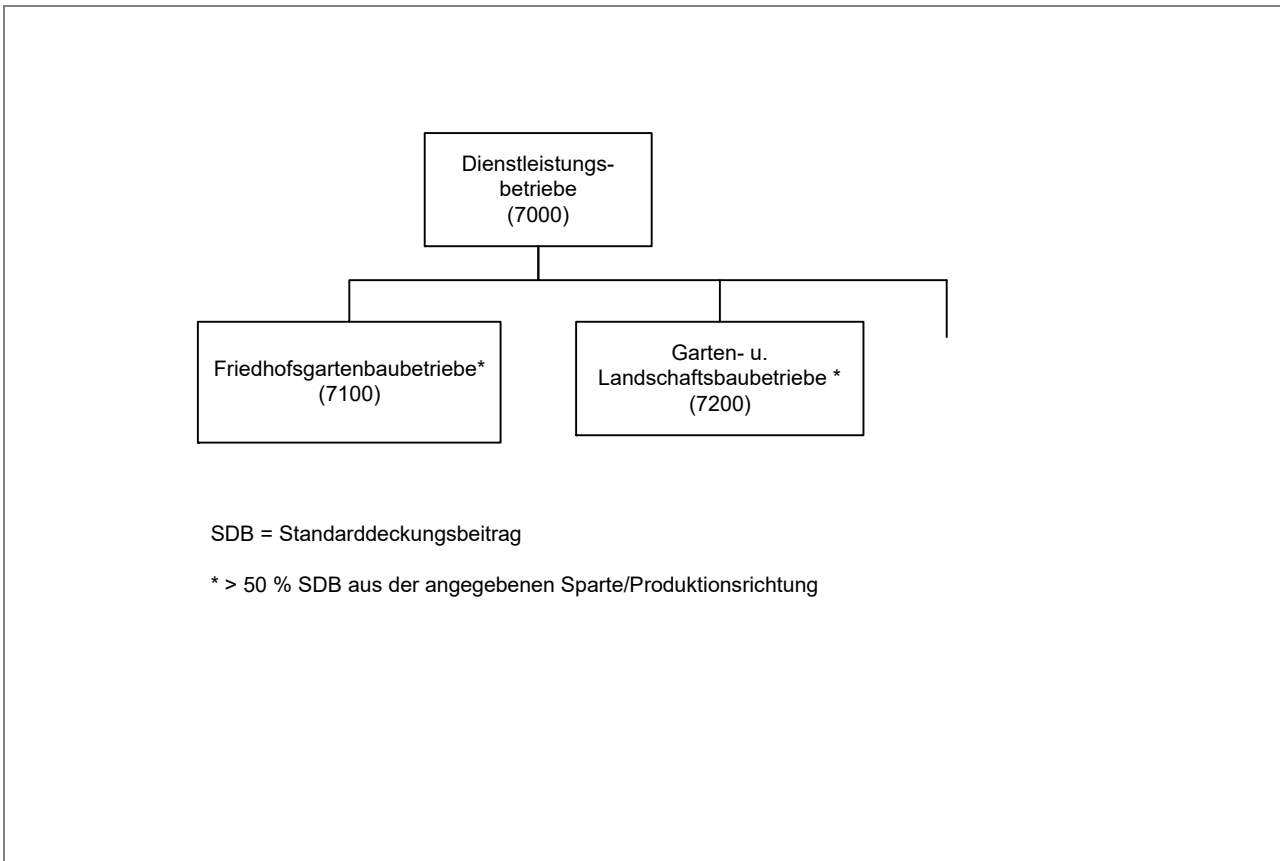 Dienstleistungs-
betriebe
(7000)
Friedhofsgartenbaubetriebe*
(7100)
Garten- u.
Landschaftsbaubetriebe *
(7200)
SDB = Standarddeckungsbeitrag
* > 50 % SDB aus der angegebenen Sparte/Produktionsrichtung